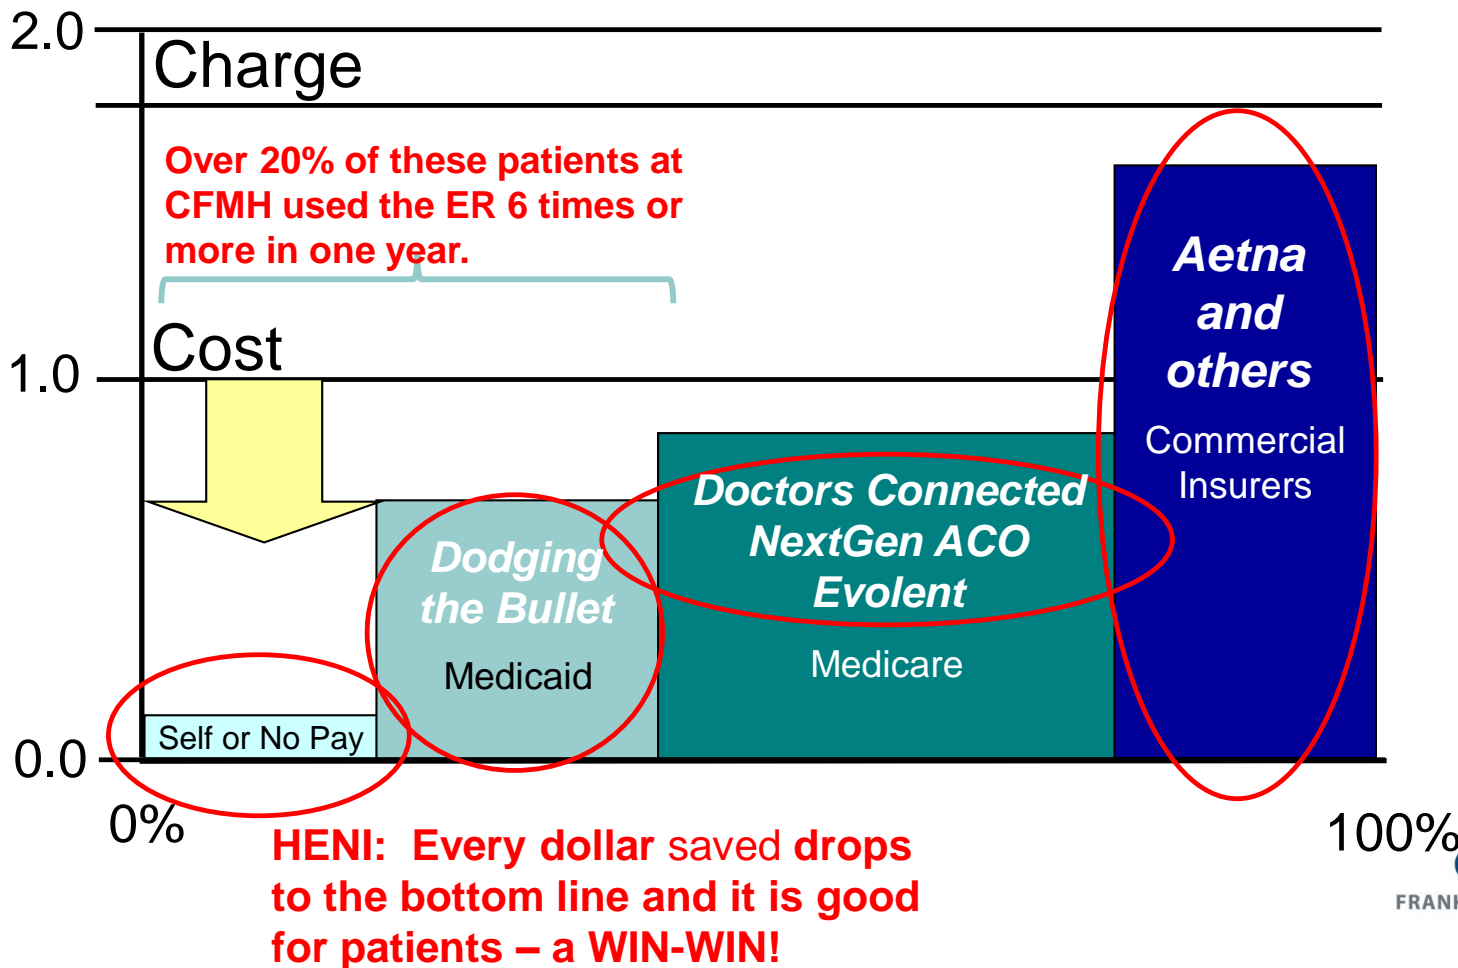 2.0
Charge
Over 20% of these patients at
CFMH used the ER 6 times or
more in one year.
Cost
1.0
Aetna
and
others
Commercial
Insurers
Doctors Connected
NextGen ACO
Evolent
Medicare
Dodging
the Bullet
Medicaid
Self or No Pay
0.0
0%
100%
HENI: Every dollar saved drops
to the bottom line and it is good
for patients – a WIN-WIN!